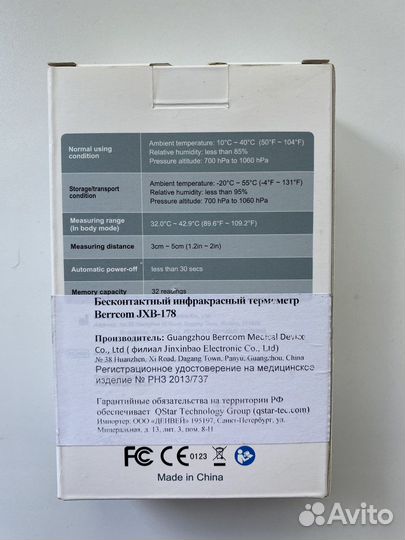 Normal using condition
Ambient temperature: 10°C ~ 40°C (50°F ~ 104°F)
Relative humidity: less than 85%
Pressure altitude: 700 hPa to 1060 hPa
Storage/transport condition
Ambient temperature: -20°C ~ 55°C (-4°F ~ 131°F)
Relative humidity: less than 95%
Pressure altitude: 700 hPa to 1060 hPa
Measuring range (In body mode)
32.0°C ~ 42.9°C (89.6°F ~ 109.2°F)
Measuring distance
3cm ~ 5cm (1.2in ~ 2in)
Automatic power-off
less than 30 secs
Memory capacity
32 readings
Бесконтактный инфракрасный термометр
Berrcom JXB-178
Производитель: Guangzhou Berrcom Medical Device
Co., Ltd ( филиал Jinxinbao Electronic Co., Ltd)
№ 38 Huanzhen, Xi Road, Dagang Town, Panyu, Guangzhou, China
Регистрационное удостоверение на медицинское
изделие № РНЗ 2013/737
Гарантийные обязательства на территории РФ
обеспечивает QStar Technology Group (qstar-tec.com)
Импортер: ООО «ДЕЙВЕЙ» 195197, Санкт-Петербург, ул.
Минеральная, д. 13, лит. 3, пом. 8-Н
FC CE 0123
Made in China
Avito